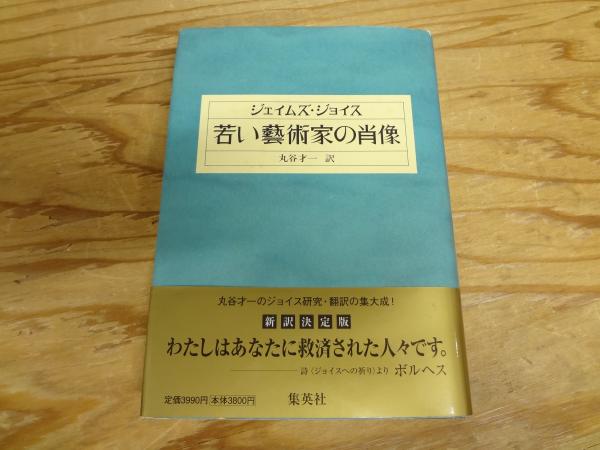 ジェイムズ・ジョイス
若い藝術家の肖像
丸谷才一 訳
丸谷才一のジョイス研究・翻訳の集大成!
新訳決定版
わたしはあなたに救済された人々です。
詩〈ジョイスへの祈り〉より ボルヘス
定価3990円 本体3800円
集英社